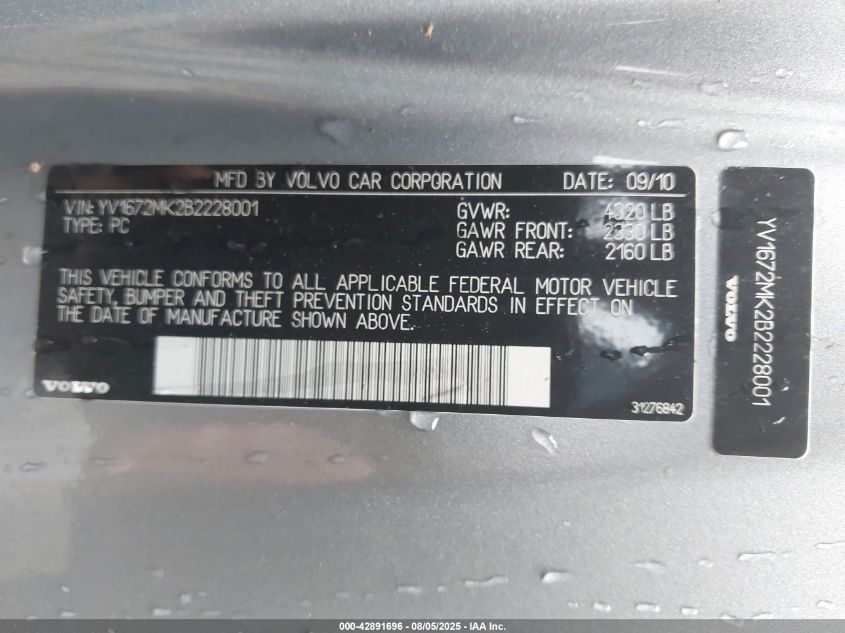 MFD BY VOLVO CAR CORPORATION DATE: 09/10
VIN: YV1672MK2B2228001 GVWR: 4320 LB
TYPE: PC GAWR FRONT: 2330 LB
GAWR REAR: 2160 LB
THIS VEHICLE CONFORMS TO ALL APPLICABLE FEDERAL MOTOR VEHICLE
SAFETY, BUMPER AND THEFT PREVENTION STANDARDS IN EFFECT ON
THE DATE OF MANUFACTURE SHOWN ABOVE.
VOLVO
31276842
YV1672MK2B2228001
VOLVO
000-42891696 - 08/05/2025 - IAA Inc.